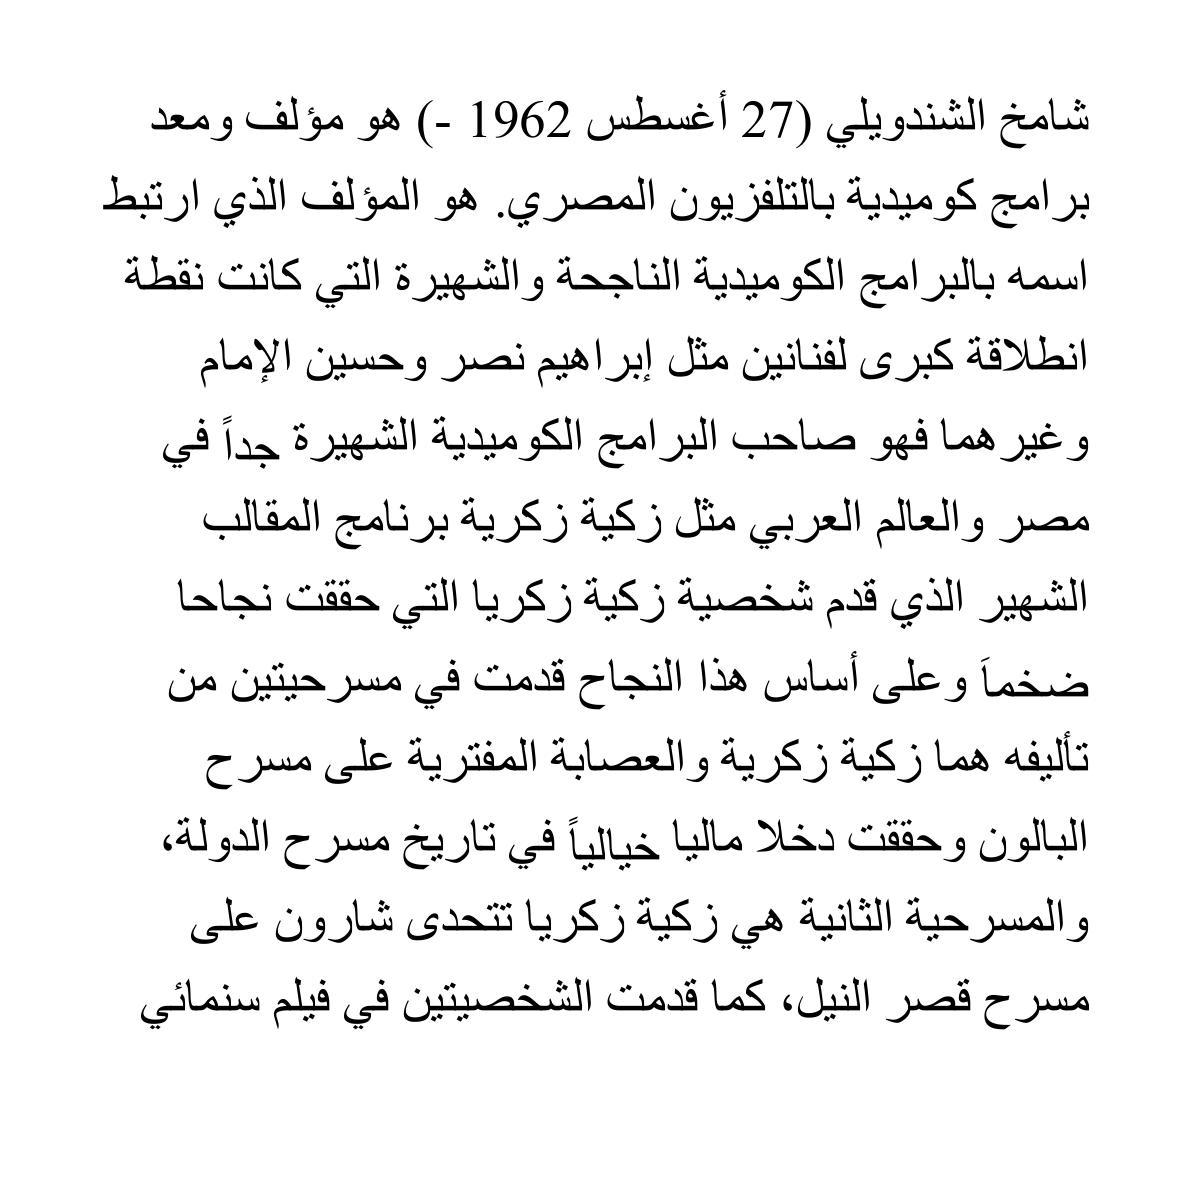 شامخ الشندويلي (27 أغسطس 1962 -) هو مؤلف ومعد
برامج كوميدية بالتلفزيون المصري. هو المؤلف الذي ارتبط
اسمه بالبرامج الكوميدية الناجحة والشهيرة التي كانت نقطة
انطلاقة كبرى لفنانين مثل إبراهيم نصر وحسين الإمام
وغيرهما فهو صاحب البرامج الكوميدية الشهيرة جداً في
مصر والعالم العربي مثل زكية زكرية برنامج المقالب
الشهير الذي قدم شخصية زكية زكريا التي حققت نجاحا
ضخماَ وعلى أساس هذا النجاح قدمت في مسرحيتين من
تأليفه هما زكية زكرية والعصابة المفترية على مسرح
البالون وحققت دخلا ماليا خيالياً في تاريخ مسرح الدولة،
والمسرحية الثانية هي زكية زكريا تتحدى شارون على
مسرح قصر النيل، كما قدمت الشخصيتين في فيلم سنمائي